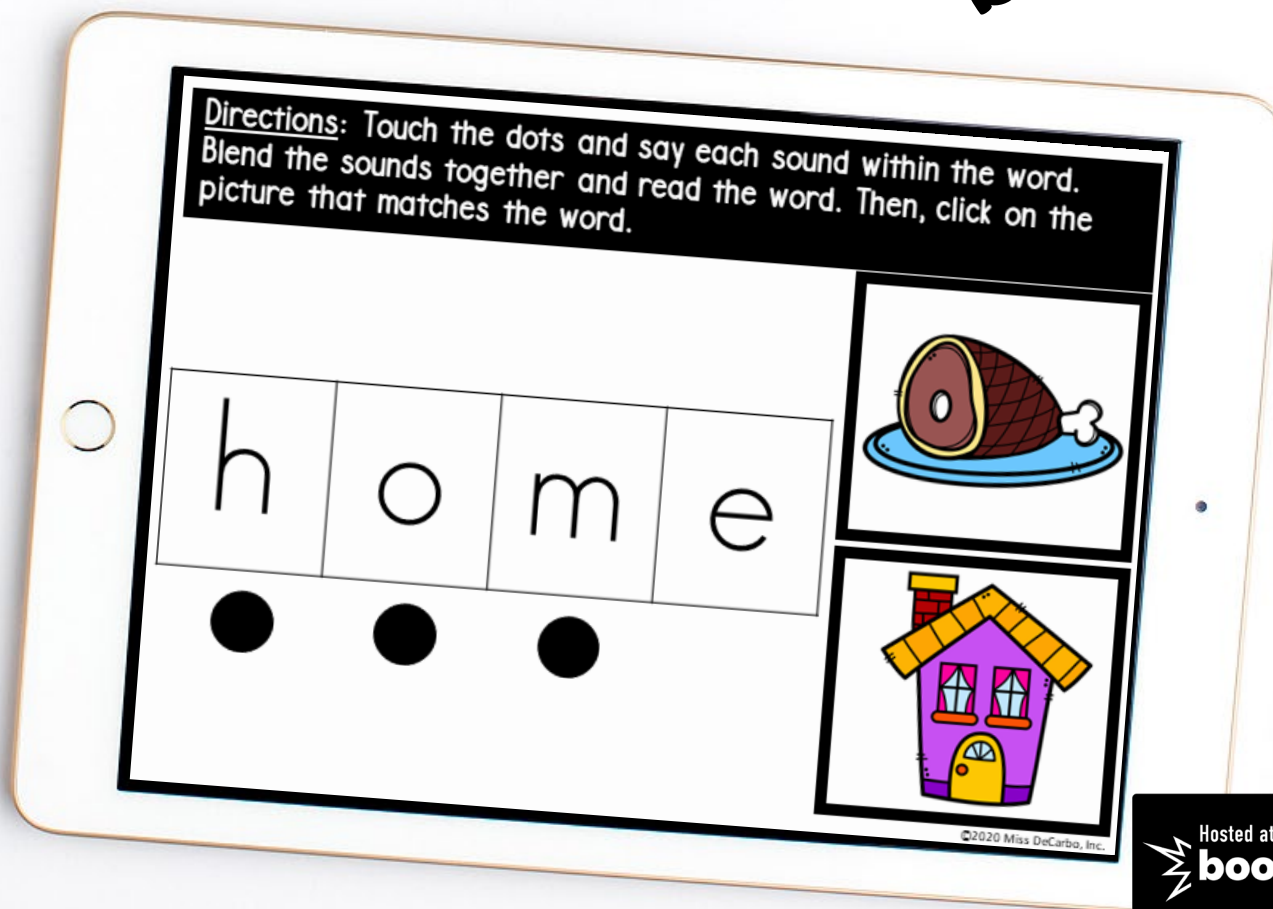 Directions: Touch the dots and say each sound within the word.
Blend the sounds together and read the word. Then, click on the
picture that matches the word.
h o m e
©2020 Miss DeCarbo, Inc.
Hosted at